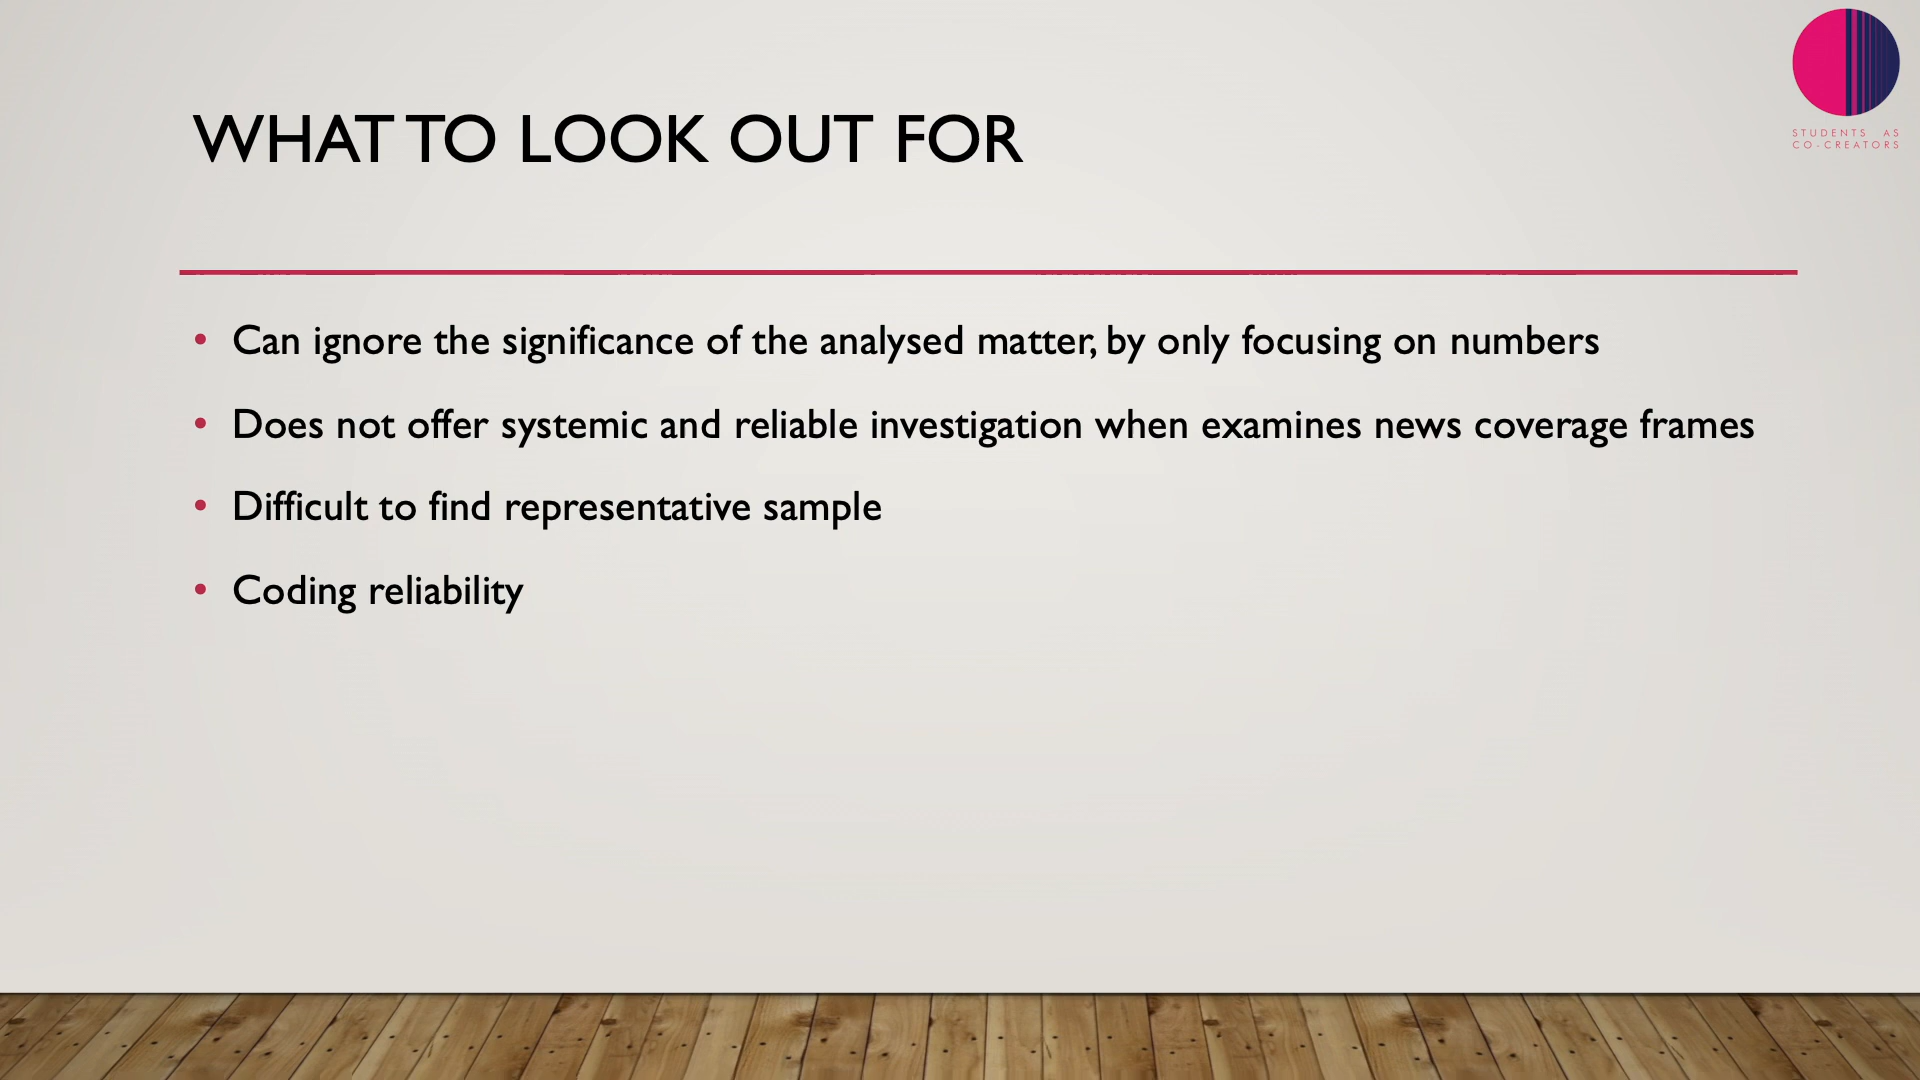 STUDENTS AS
CO-CREATORS
WHAT TO LOOK OUT FOR
• Can ignore the significance of the analysed matter, by only focusing on numbers
• Does not offer systemic and reliable investigation when examines news coverage frames
• Difficult to find representative sample
• Coding reliability